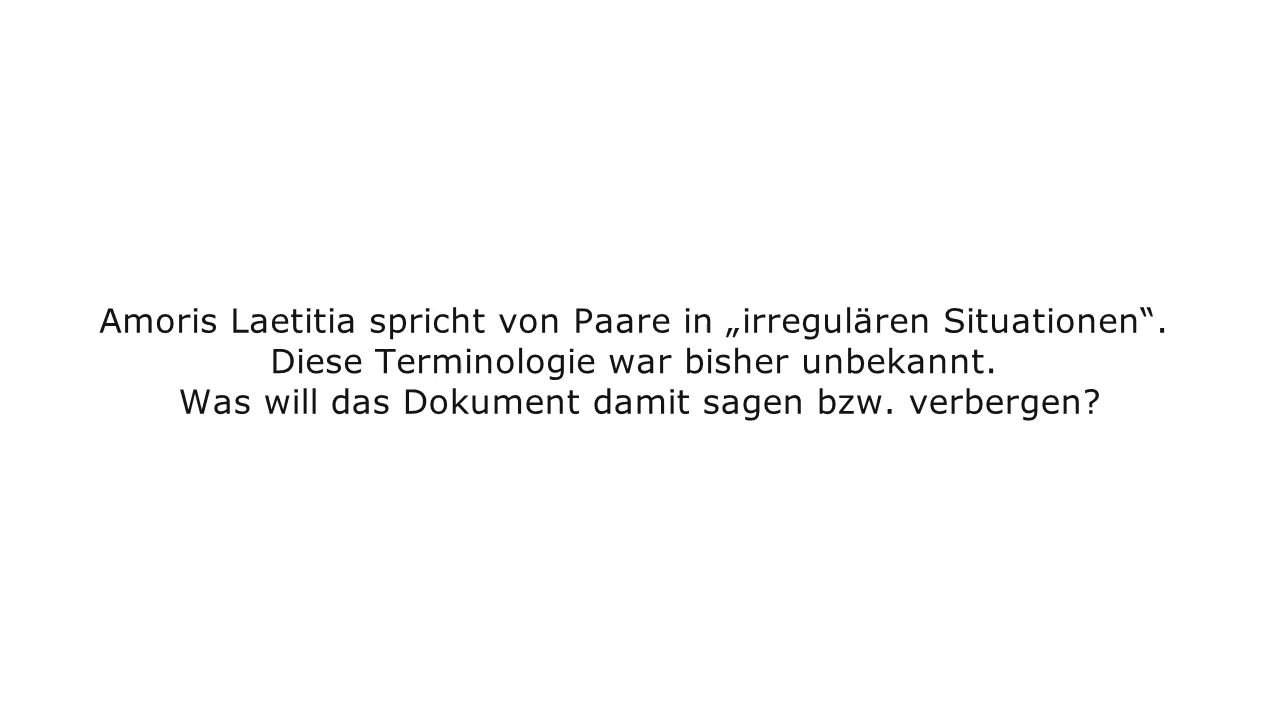 Amoris Laetitia spricht von Paare in „irregulären Situationen“.
Diese Terminologie war bisher unbekannt.
Was will das Dokument damit sagen bzw. verbergen?